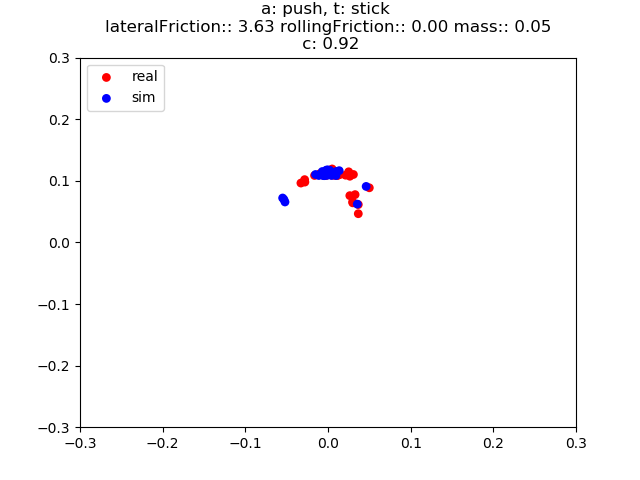 a: push, t: stick
lateralFriction:: 3.63 rollingFriction:: 0.00 mass:: 0.05
c: 0.92
real
sim
0.3
0.2
0.1
0.0
−0.1
−0.2
−0.3
−0.3 −0.2 −0.1 0.0 0.1 0.2 0.3